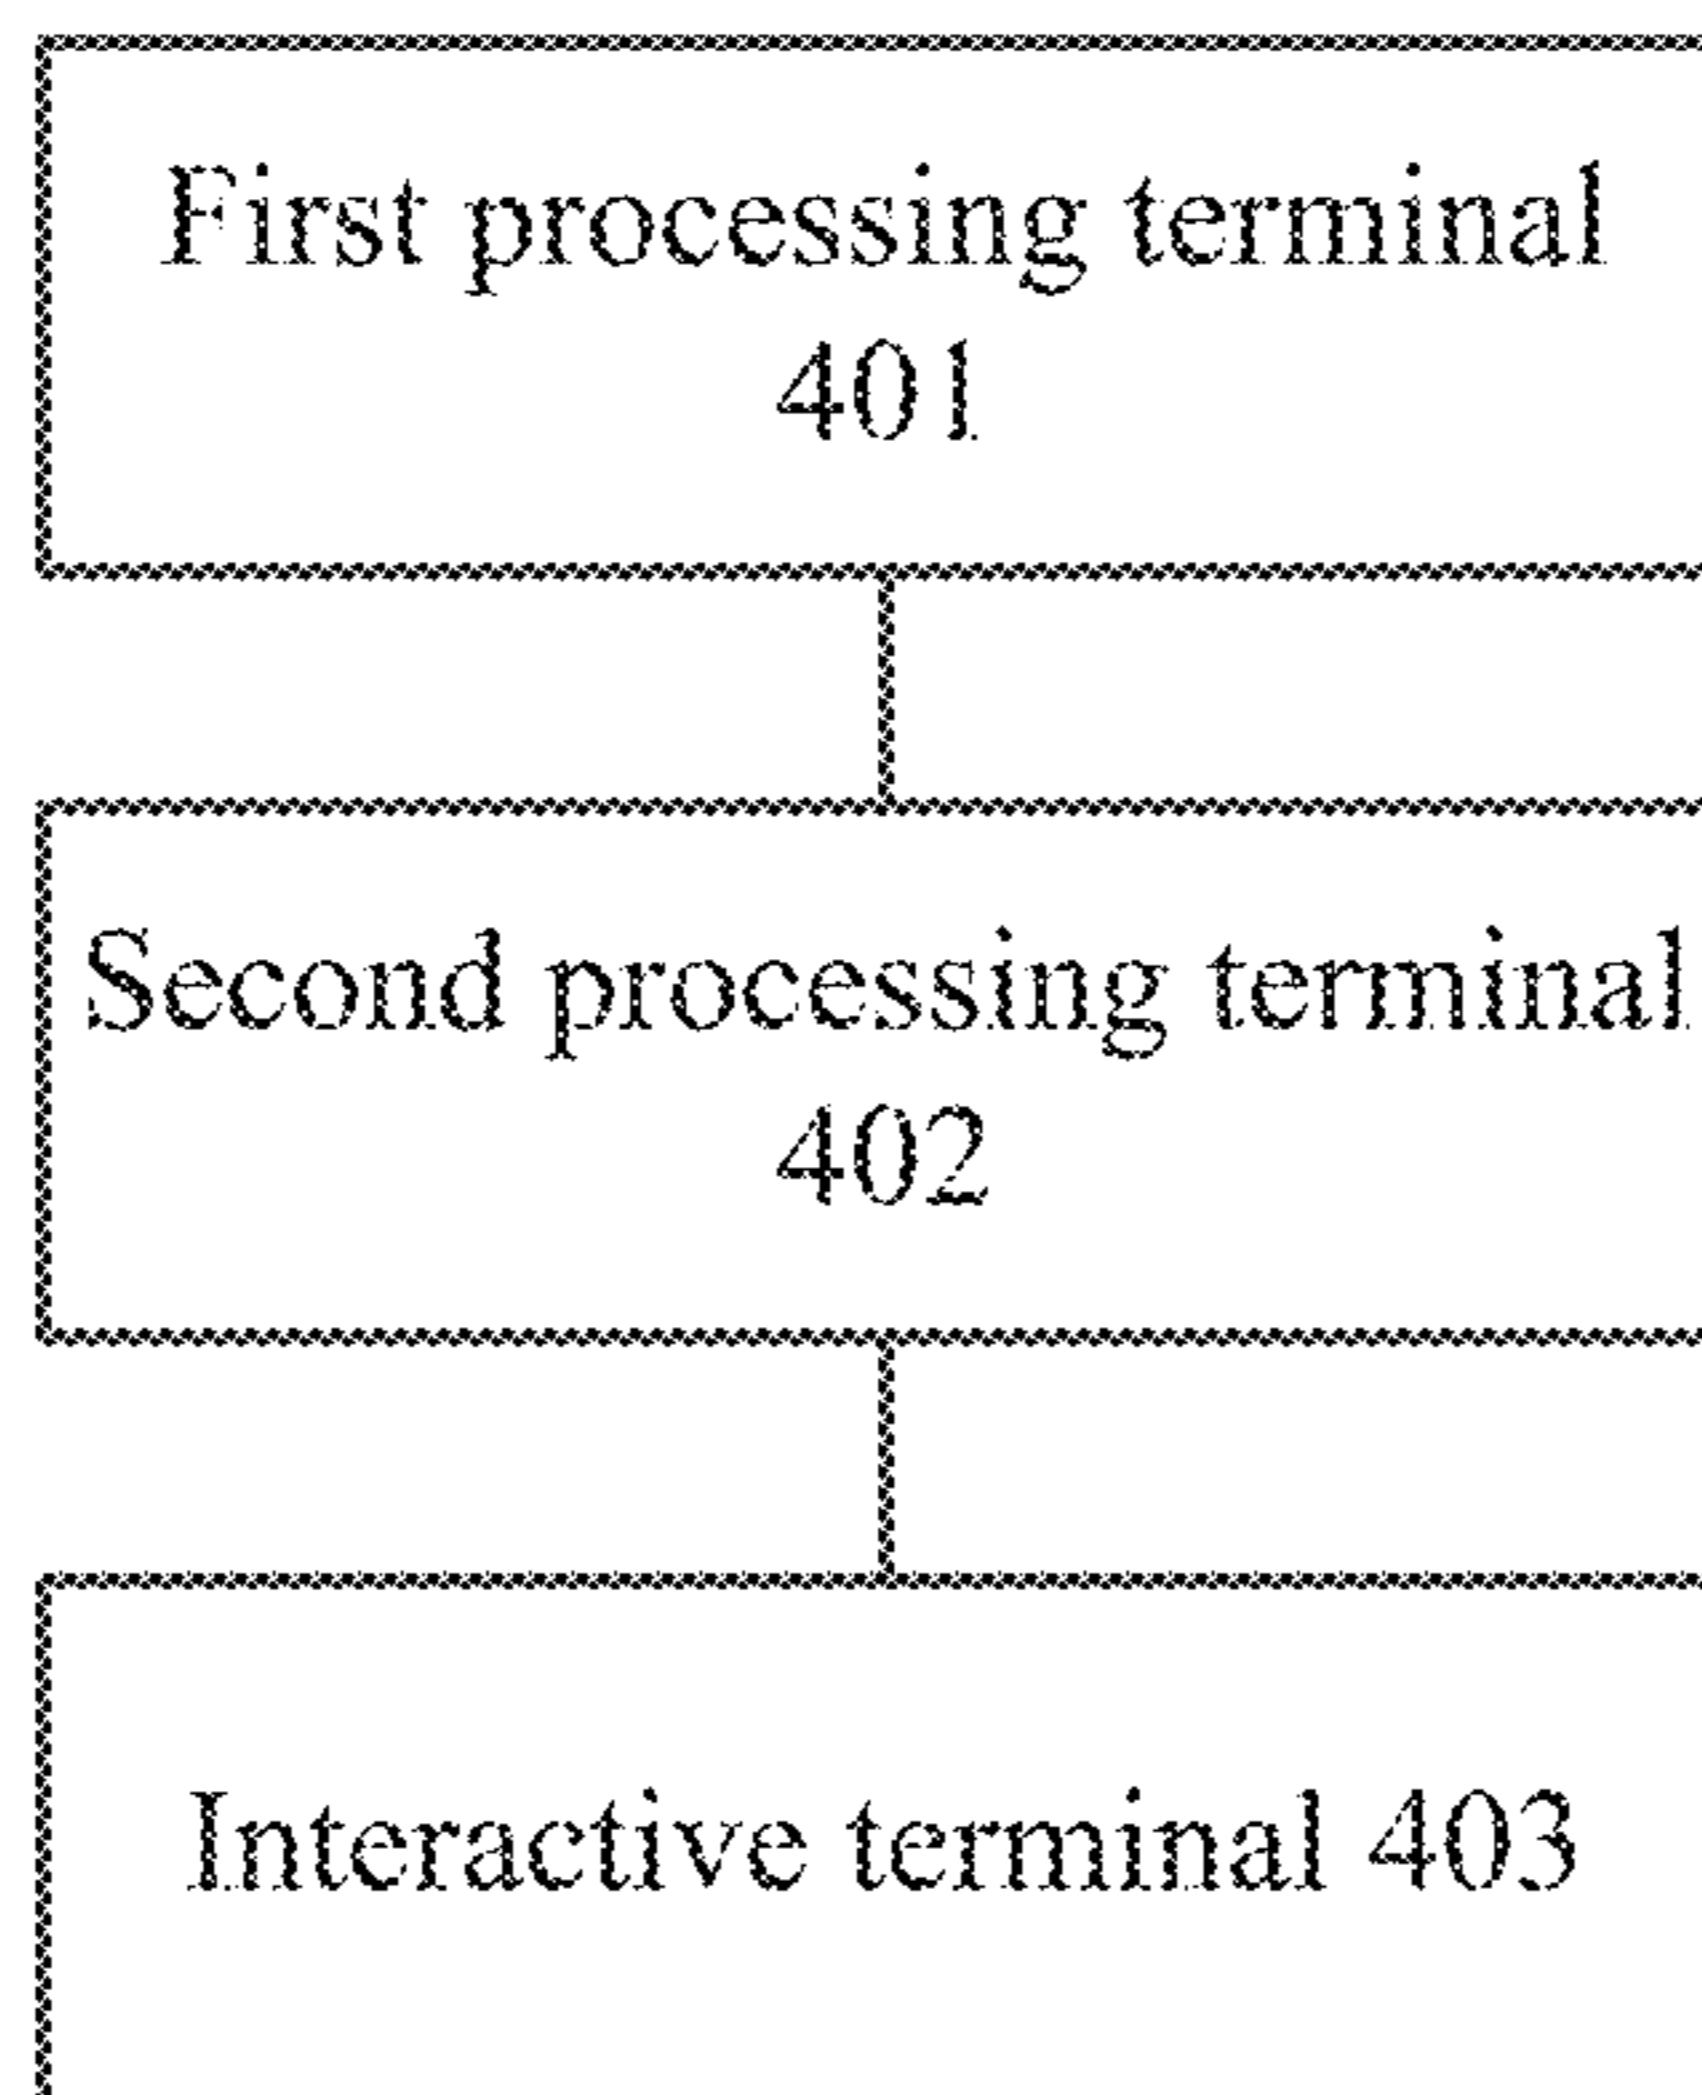 First processing terminal
401
Second processing terminal
402
Interactive terminal 403